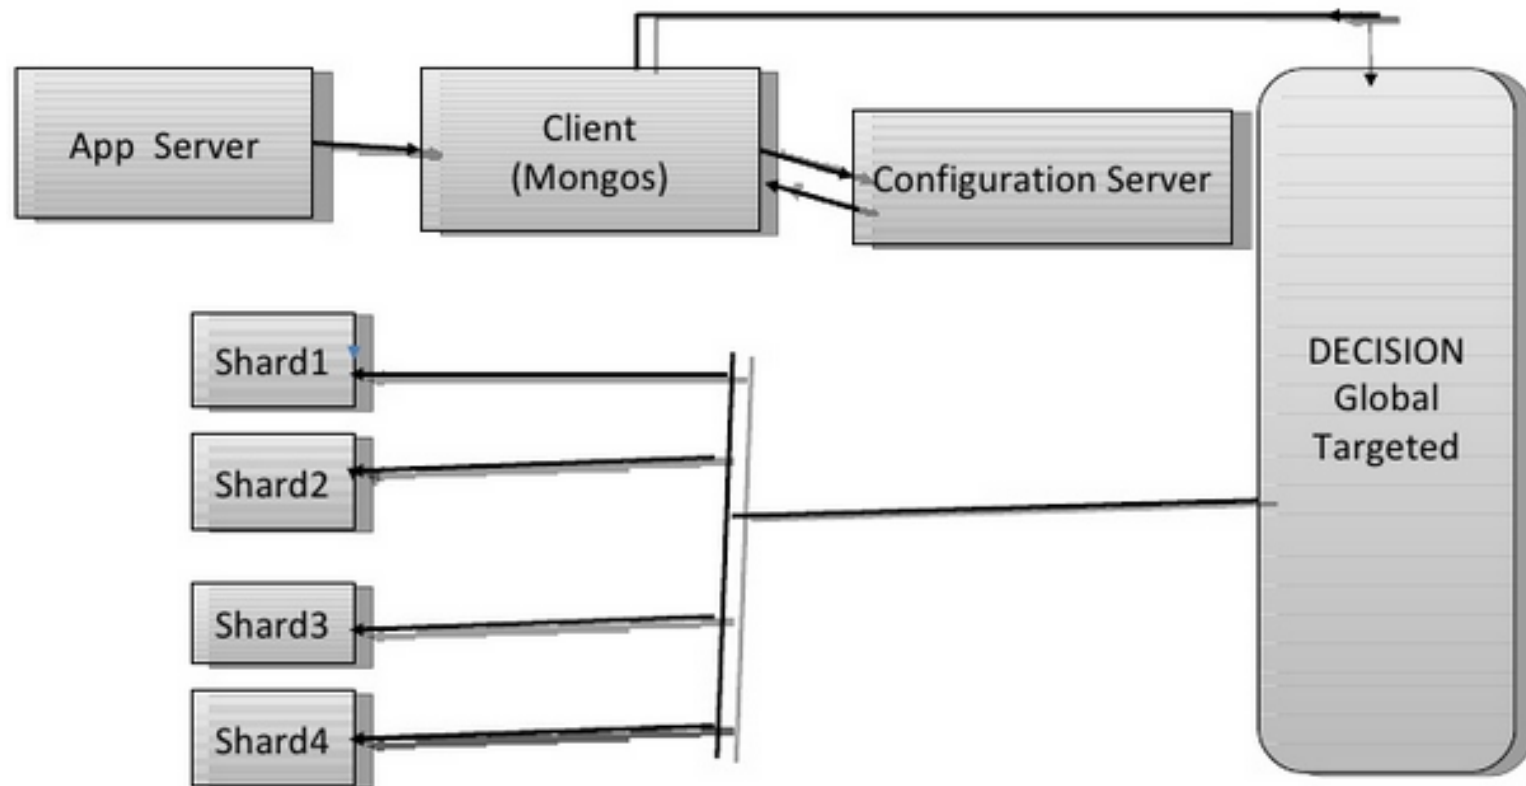 App Server
Client
(Mongos)
Configuration Server
DECISION
Global
Targeted
Shard1
Shard2
Shard3
Shard4